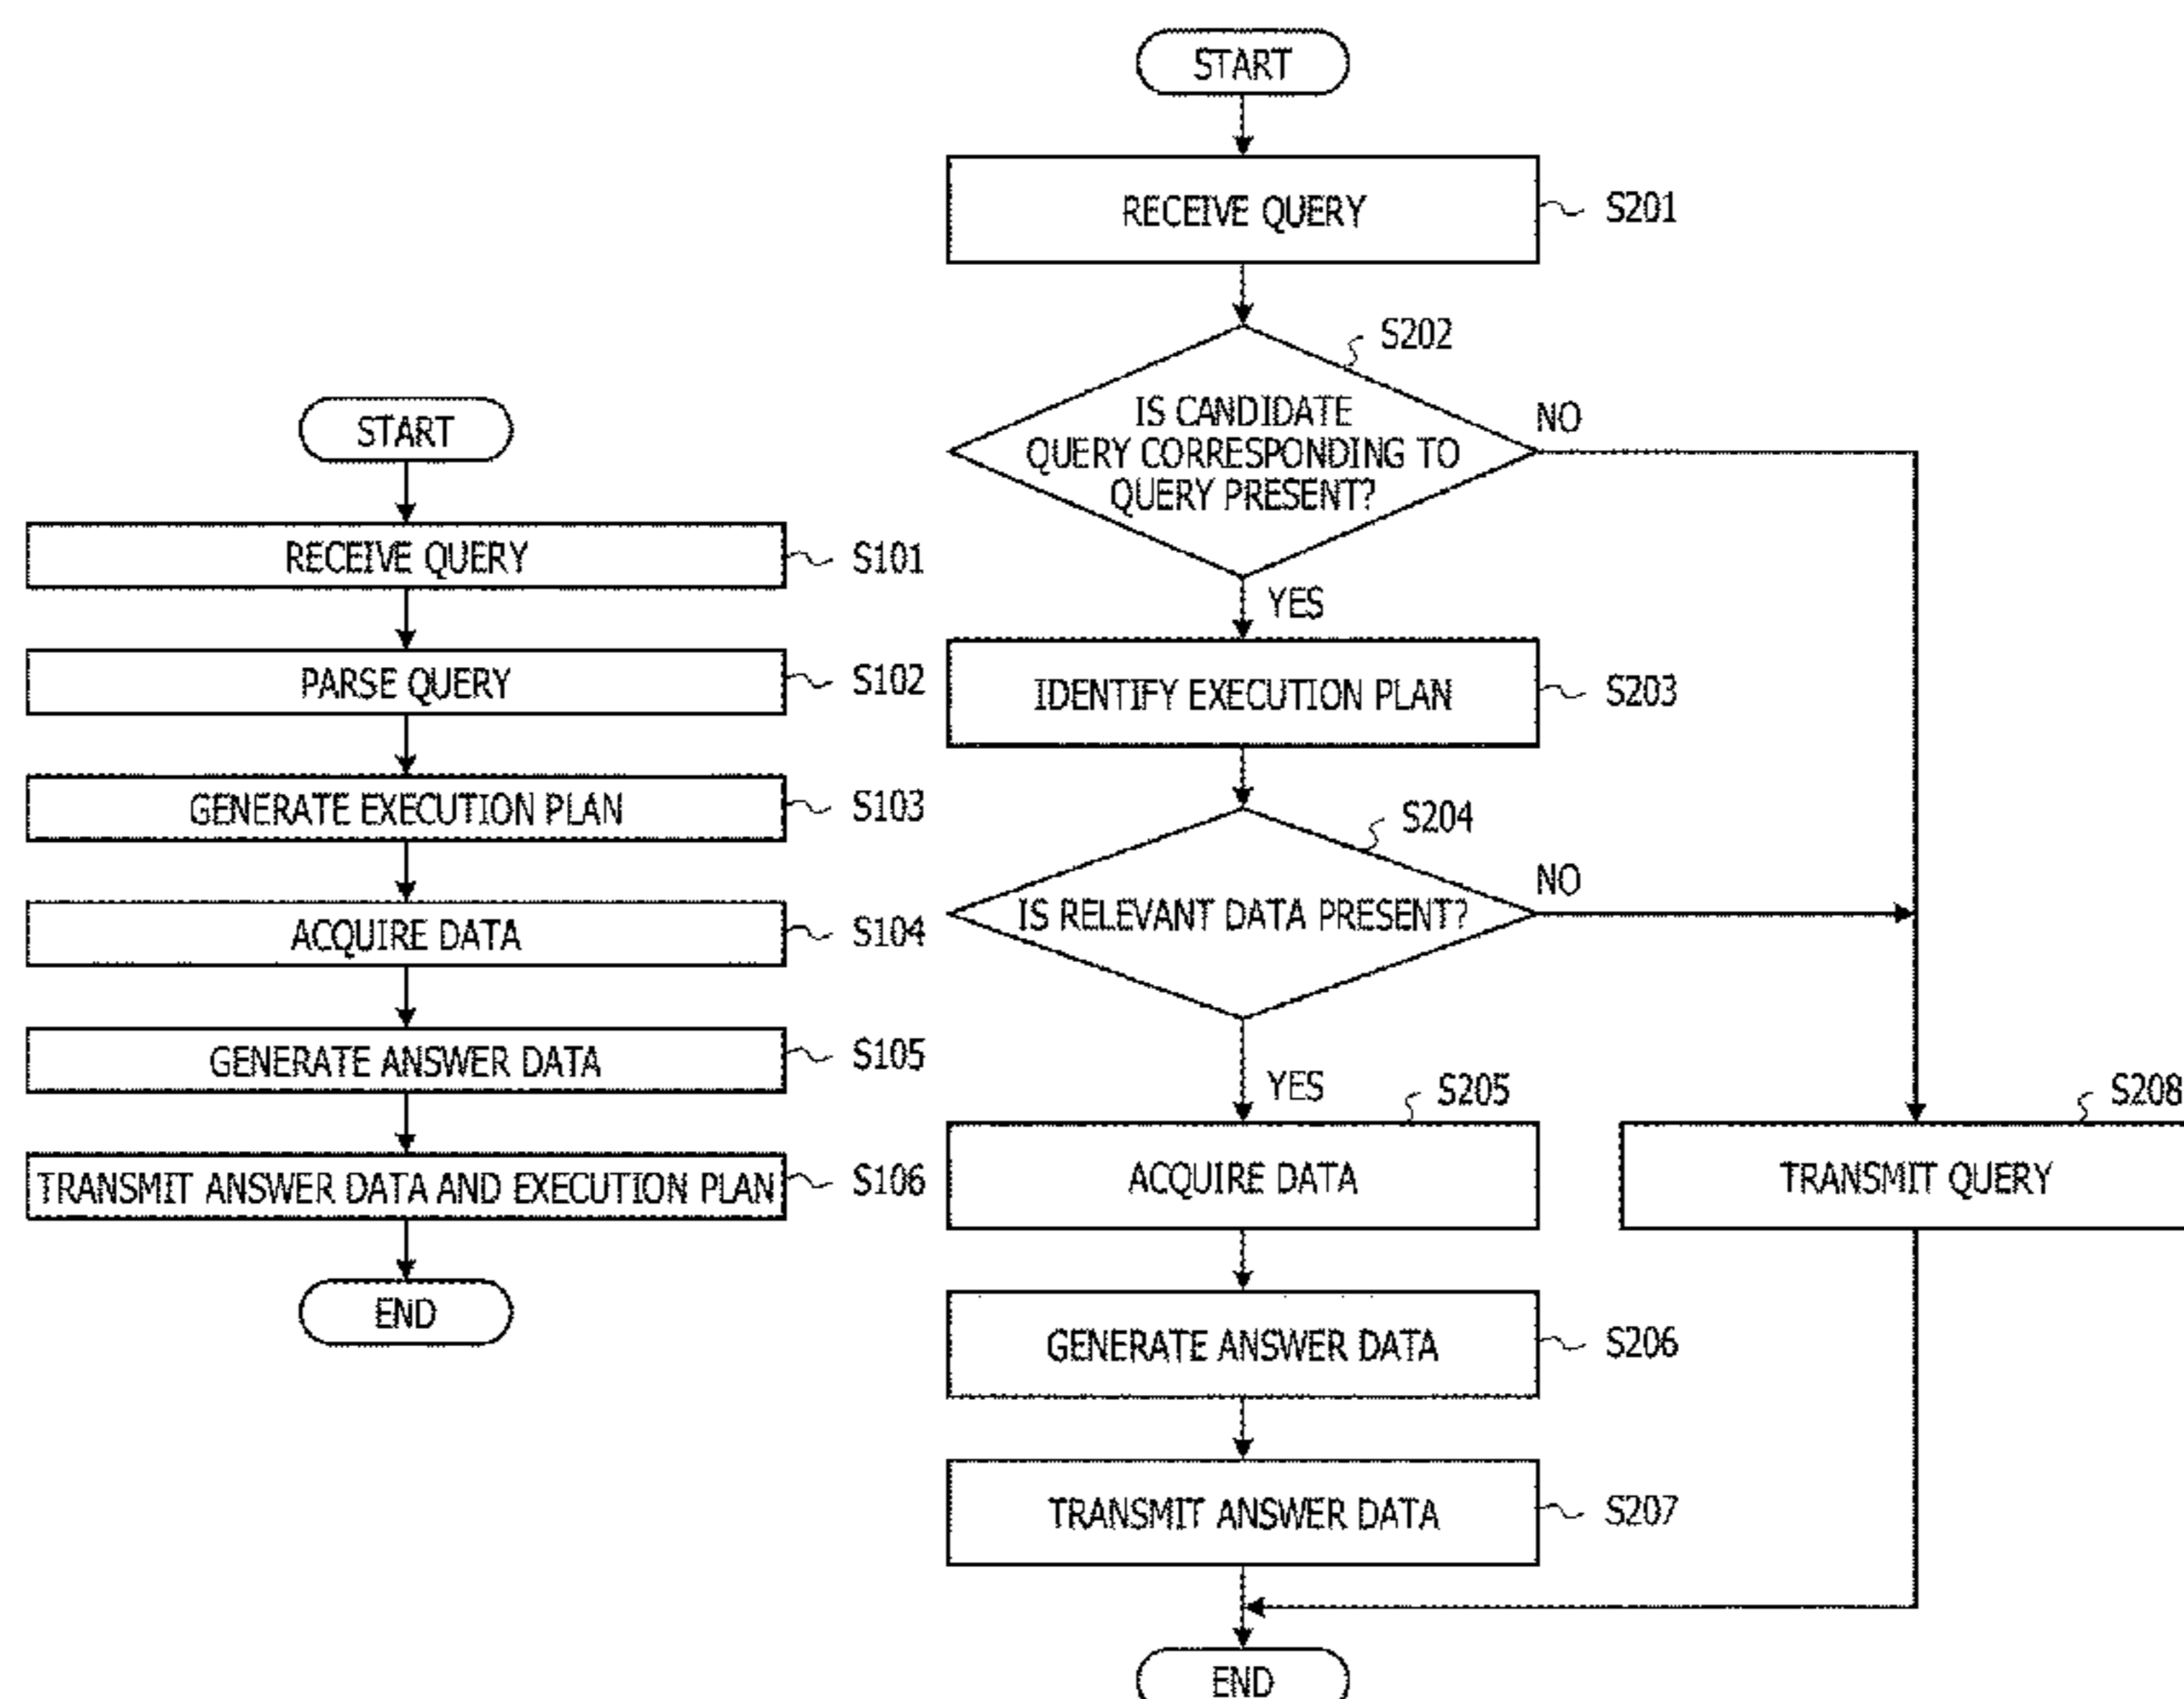 START
RECEIVE QUERY
S101
PARSE QUERY
S102
GENERATE EXECUTION PLAN
S103
ACQUIRE DATA
S104
GENERATE ANSWER DATA
S105
TRANSMIT ANSWER DATA AND EXECUTION PLAN
S106
END
START
RECEIVE QUERY
S201
S202
IS CANDIDATE
QUERY CORRESPONDING TO
QUERY PRESENT?
NO
YES
IDENTIFY EXECUTION PLAN
S203
S204
IS RELEVANT DATA PRESENT?
NO
YES
S205
ACQUIRE DATA
S208
TRANSMIT QUERY
GENERATE ANSWER DATA
S206
TRANSMIT ANSWER DATA
S207
END